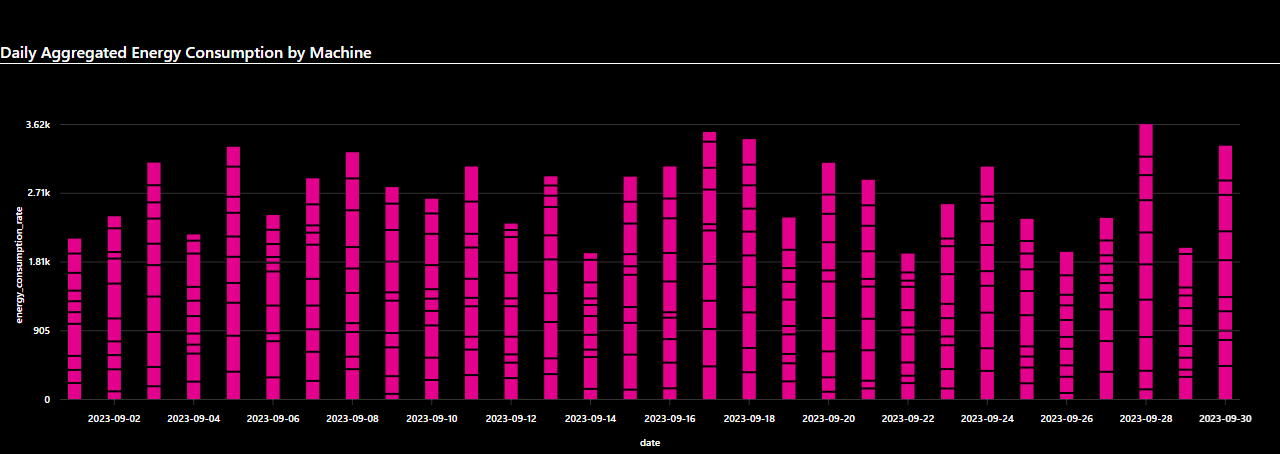 Daily Aggregated Energy Consumption by Machine
3.62k
2.71k
1.81k
905
0
energy_consumption_rate
2023-09-02 2023-09-04 2023-09-06 2023-09-08 2023-09-10 2023-09-12 2023-09-14 2023-09-16 2023-09-18 2023-09-20 2023-09-22 2023-09-24 2023-09-26 2023-09-28 2023-09-30
date